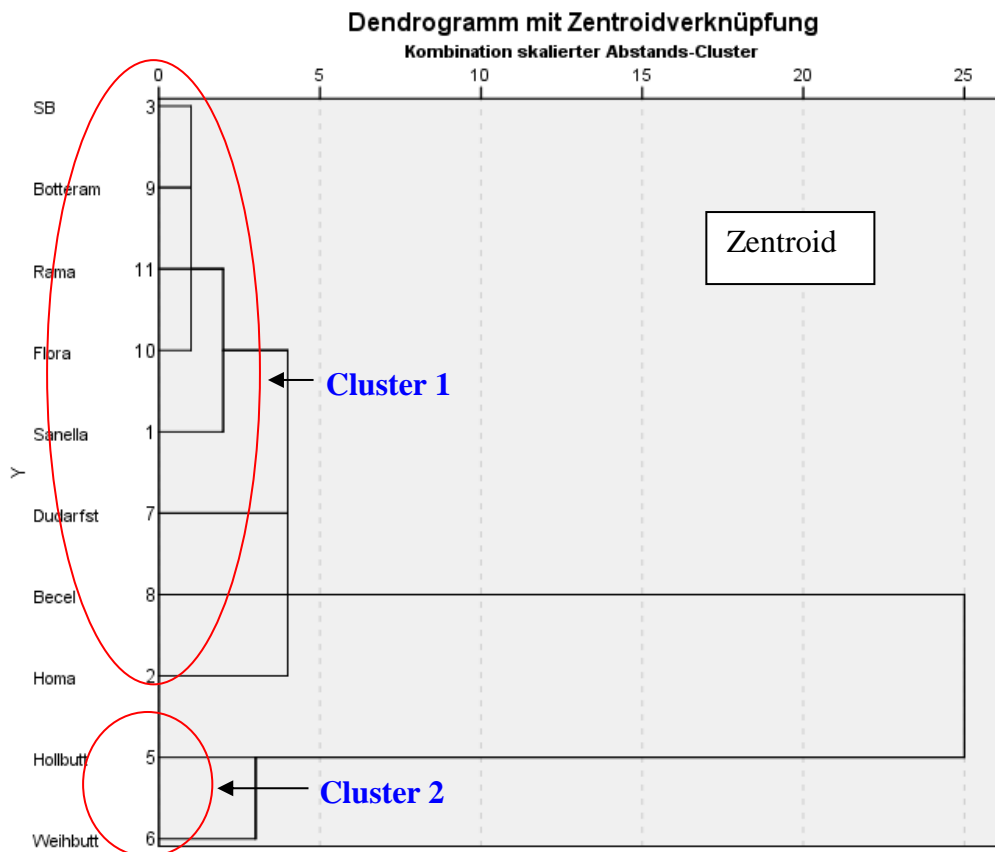 Dendrogramm mit Zentroidverknüpfung
Kombination skalierter Abstands-Cluster
0 5 10 15 20 25
SB 3
Botteram 9
Zentroid
Rama 11
Flora 10
Cluster 1
Sanella 1
Y
Dudarfst 7
Becel 8
Homa 2
Hollbutt 5
Cluster 2
Weihbutt 6